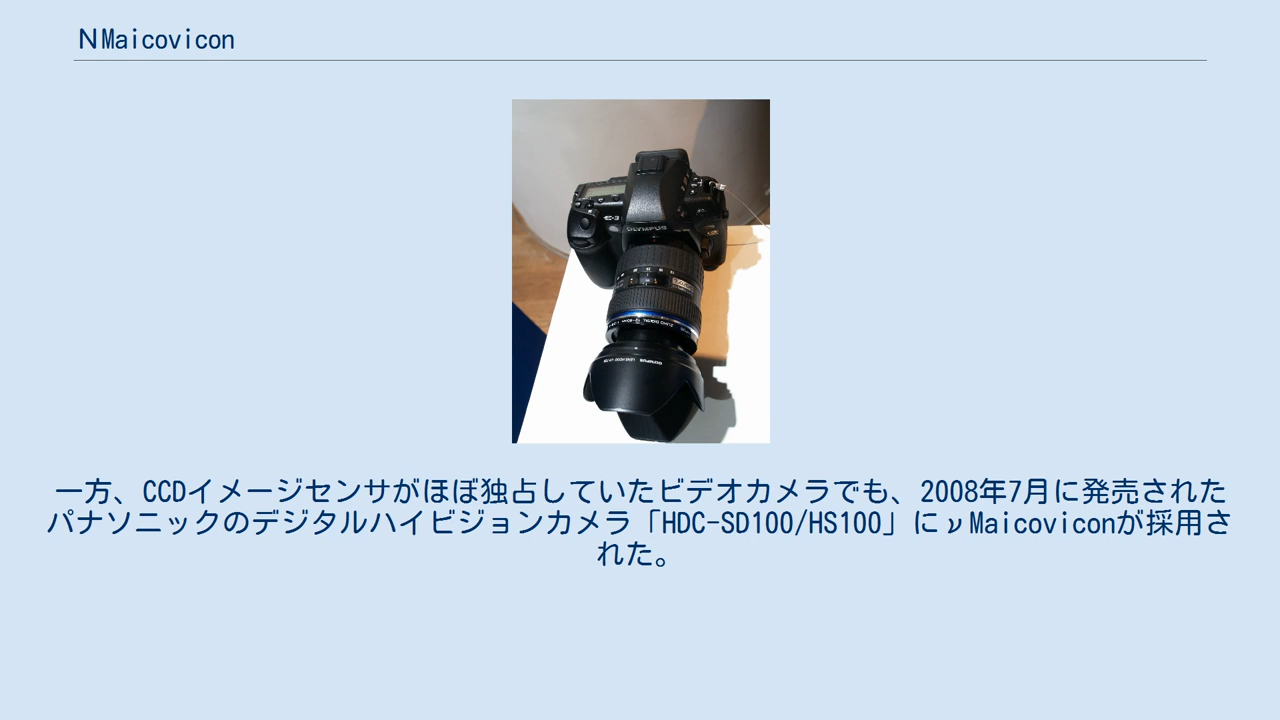 NMaicovicon
E-3
OLYMPUS
一方、CCDイメージセンサがほぼ独占していたビデオカメラでも、2008年7月に発売された
パナソニックのデジタルハイビジョンカメラ「HDC-SD100/HS100」にνMaicoviconが採用さ
れた。